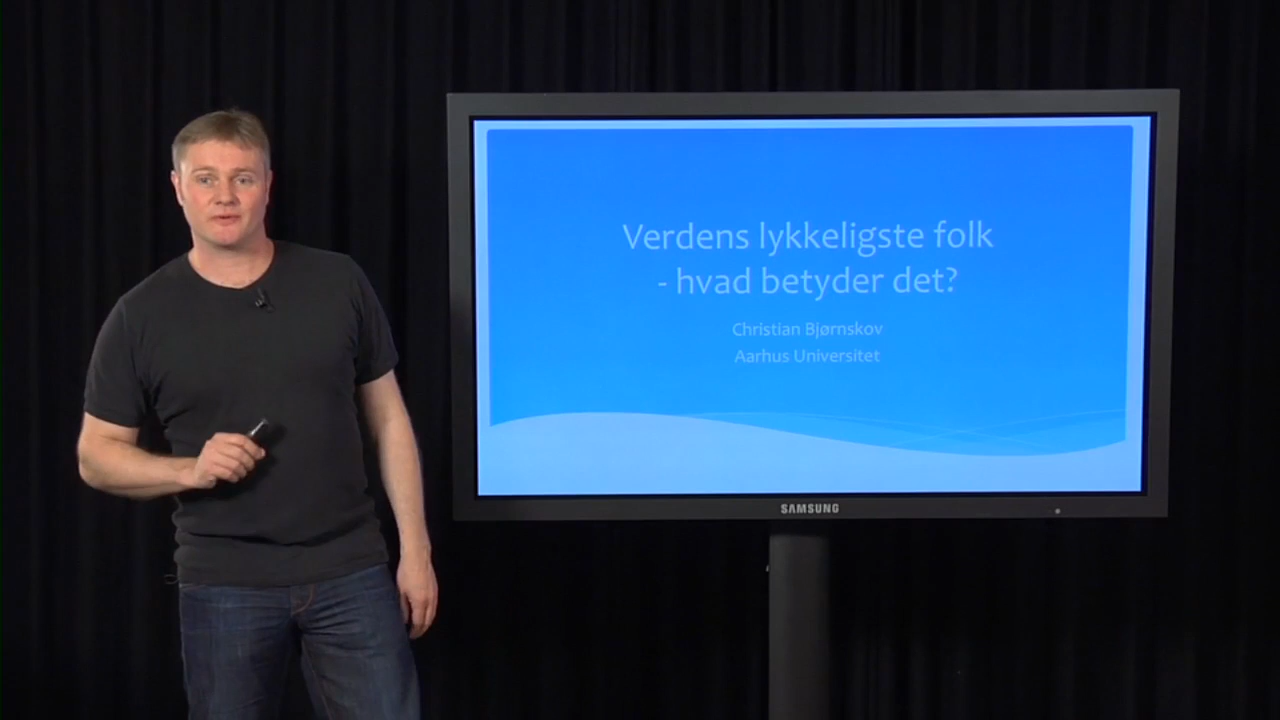 Verdens lykkeligste folk
- hvad betyder det?
Christian Bjørnskov
Aarhus Universitet
SAMSUNG